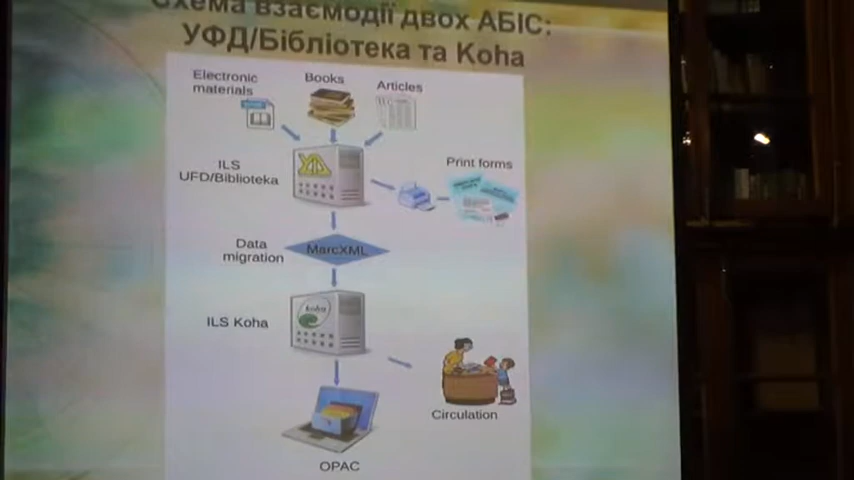 Схема взаємодії двох АБІС:
УФД/Бібліотека та Koha
Electronic
materials
Books
Articles
ILS
UFD/Biblioteka
Print forms
Data
migration
MarcXML
ILS Koha
koha
Circulation
OPAC